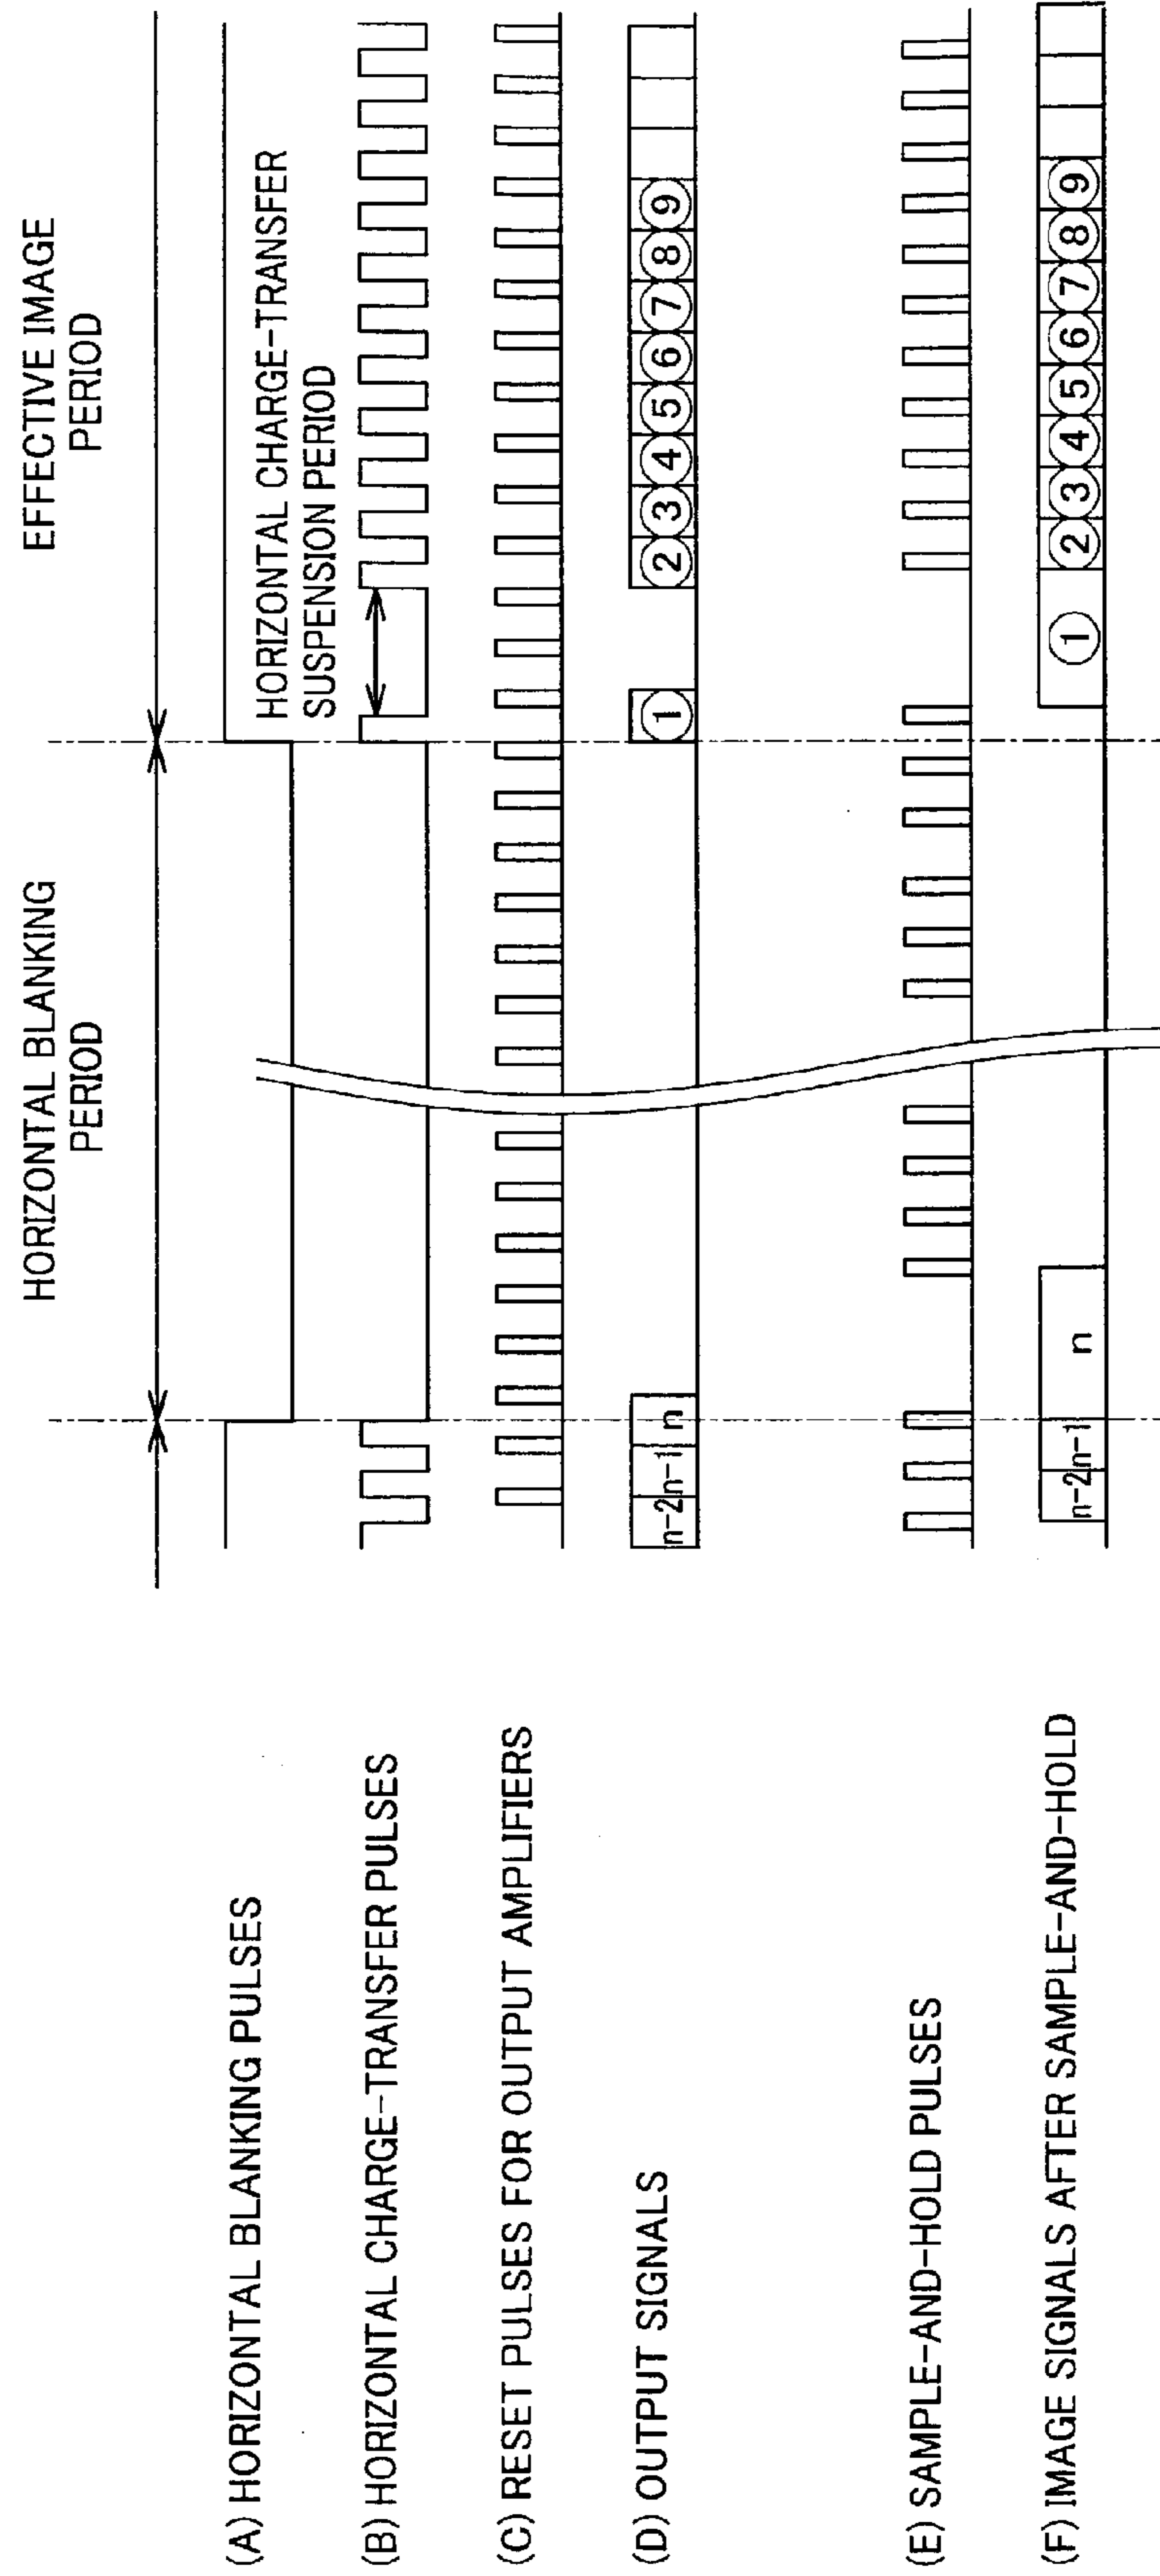 HORIZONTAL BLANKING
PERIOD
EFFECTIVE IMAGE
PERIOD
(A) HORIZONTAL BLANKING PULSES
HORIZONTAL CHARGE-TRANSFER
SUSPENSION PERIOD
(B) HORIZONTAL CHARGE-TRANSFER PULSES
(C) RESET PULSES FOR OUTPUT AMPLIFIERS
(D) OUTPUT SIGNALS
n-2 n-1 n ① ② ③ ④ ⑤ ⑥ ⑦ ⑧ ⑨
(E) SAMPLE-AND-HOLD PULSES
(F) IMAGE SIGNALS AFTER SAMPLE-AND-HOLD
n-2 n-1 n ① ② ③ ④ ⑤ ⑥ ⑦ ⑧ ⑨